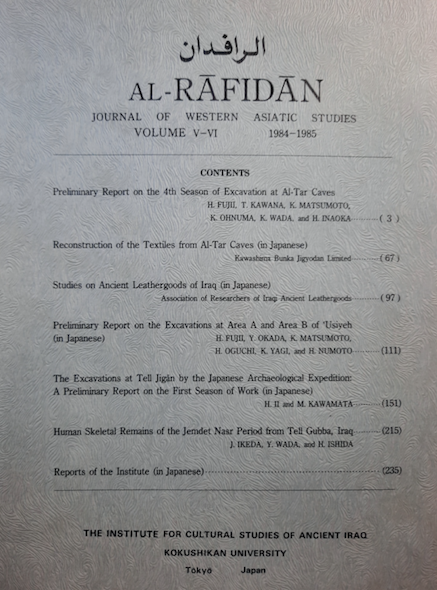 الـرافـدان
AL-RĀFIDĀN
JOURNAL OF WESTERN ASIATIC STUDIES
VOLUME V-VI 1984-1985
CONTENTS
Preliminary Report on the 4th Season of Excavation at Al-Tar Caves
H. FUJII, T. KAWANA, K. MATSUMOTO,
K. OHNUMA, K. WADA, and H. INAOKA ( 3 )
Reconstruction of the Textiles from Al-Tar Caves (in Japanese)
Kawashima Bunka Jigyodan Limited ( 67 )
Studies on Ancient Leathergoods of Iraq (in Japanese)
Association of Researchers of Iraqi Ancient Leathergoods ( 97 )
Preliminary Report on the Excavations at Area A and Area B of 'Usiyeh
(in Japanese) H. FUJII, Y. OKADA, K. MATSUMOTO,
H. OGUCHI, K. YAGI, and H. NUMOTO (111)
The Excavations at Tell Jigān by the Japanese Archaeological Expedition:
A Preliminary Report on the First Season of Work (in Japanese)
H. II and M. KAWAMATA (151)
Human Skeletal Remains of the Jemdet Nasr Period from Tell Gubba, Iraq (215)
J. IKEDA, Y. WADA, and H. ISHIDA
Reports of the Institute (in Japanese) (235)
THE INSTITUTE FOR CULTURAL STUDIES OF ANCIENT IRAQ
KOKUSHIKAN UNIVERSITY
Tōkyō Japan